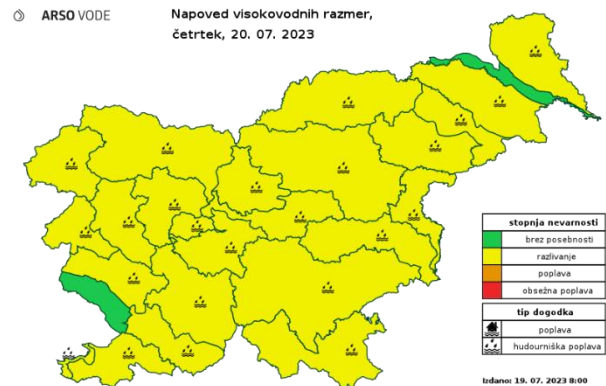 ARSO VODE
Napoved visokovodnih razmer,
četrtek, 20. 07. 2023
stopnja nevarnosti
brez posebnosti
razlivanje
poplava
obsežna poplava
tip dogodka
poplava
hudourniška poplava
Izdano: 19. 07. 2023 8:00